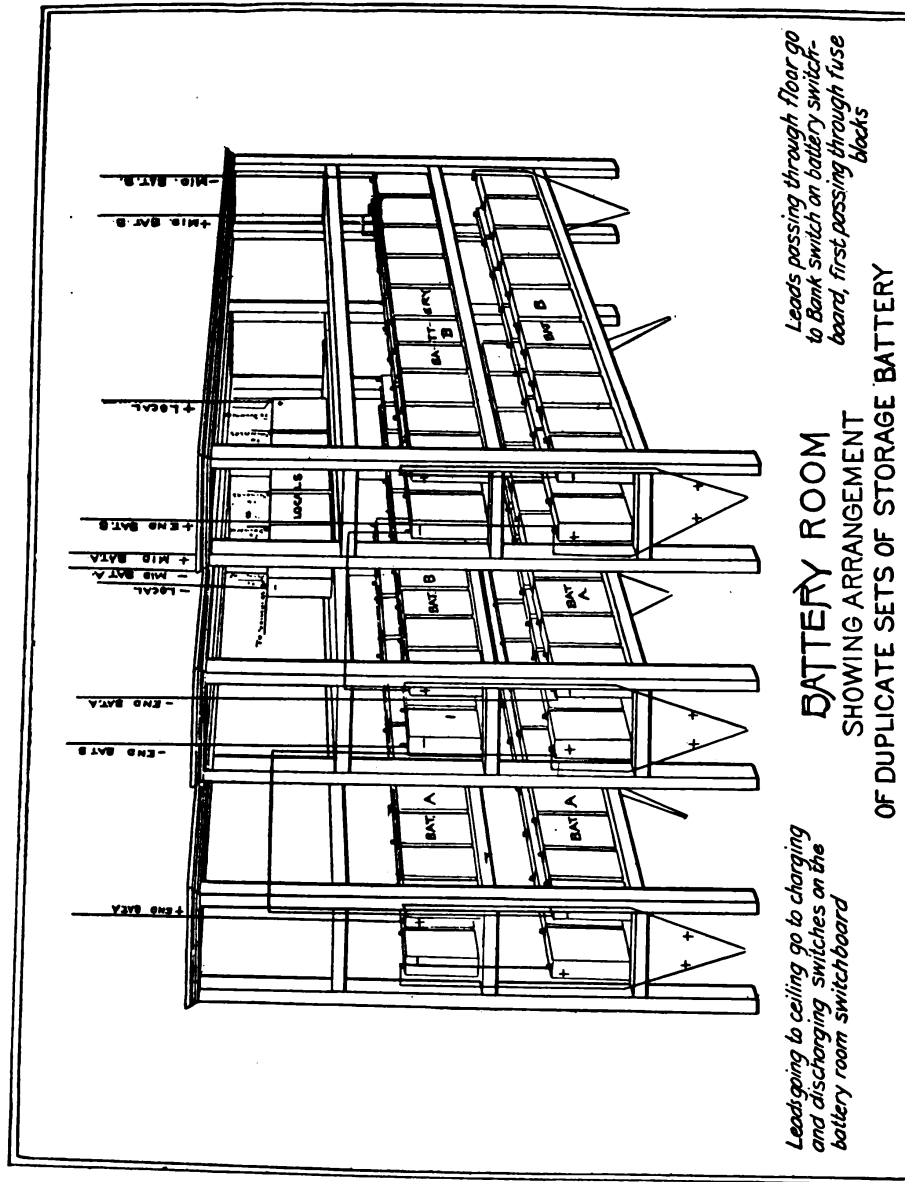 + END BAT.A
- END BAT B
- END BAT.A
- LOCAL
- MID BAT.A
+ MID BAT.A
+ END BAT.B
+ LOCAL
+ MID. BAT.B
- MID. BAT.B.
LOCALS
BAT. A
BAT. B
BATT-ERY
B
BAT. A
BAT
A
BAT. B
Leads going to ceiling go to charging
and discharging switches on the
battery room switchboard
BATTERY ROOM
SHOWING ARRANGEMENT
OF DUPLICATE SETS OF STORAGE BATTERY
Leads passing through floor go
to Bank switch on battery switch-
board, first passing through fuse
blocks